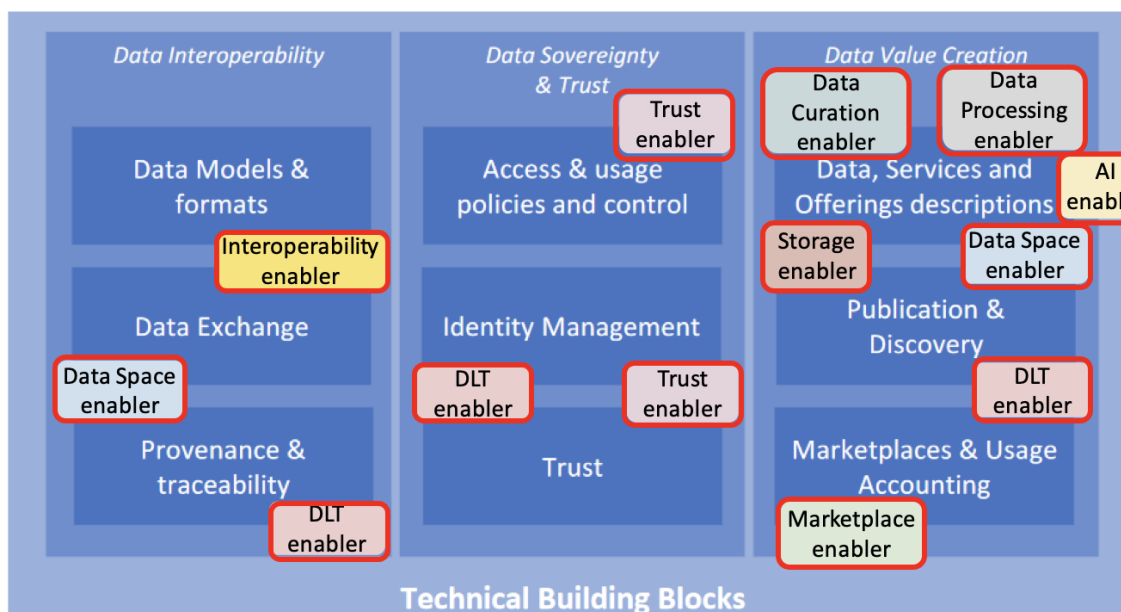 Data Interoperability
Data Models &
formats
Interoperability
enabler
Data Exchange
Data Space
enabler
Provenance &
traceability
DLT
enabler
Data Sovereignty
& Trust
Trust
enabler
Access & usage
policies and control
Identity Management
DLT
enabler
Trust
enabler
Trust
Data Value Creation
Data
Curation
enabler
Data
Processing
enabler
Data, Services and
Offerings descriptions
AI
Storage
enabler
Data Space
enabler
Publication &
Discovery
DLT
enabler
Marketplaces & Usage
Accounting
Marketplace
enabler
Technical Building Blocks